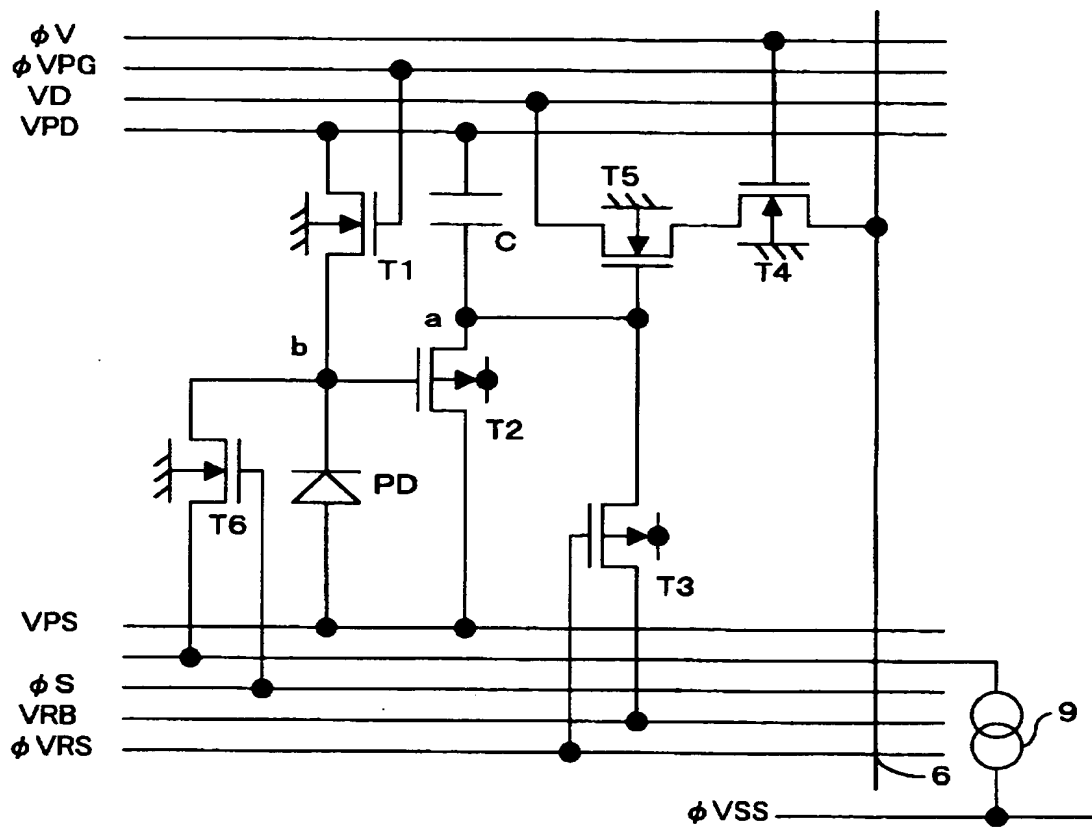 φV
φVPG
VD
VPD
T5
T1
C
T4
a
b
T2
PD
T6
T3
VPS
φS
VRB
9
φVRS
6
φVSS